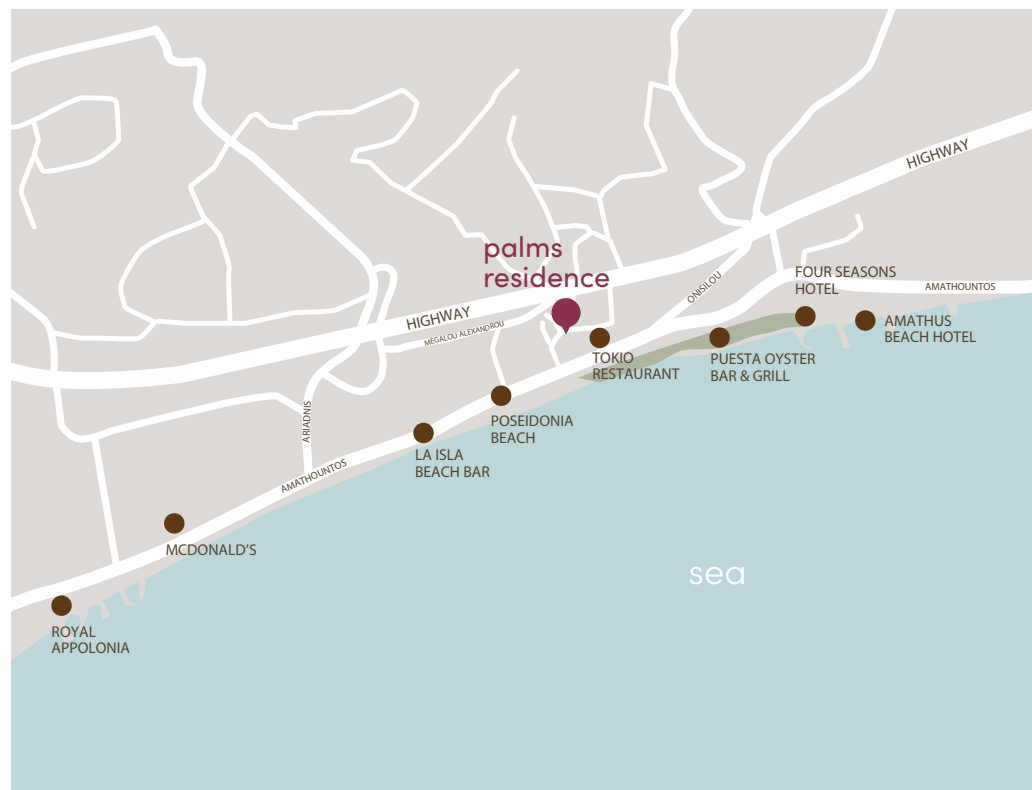 HIGHWAY
palms
residence
FOUR SEASONS
HOTEL
ONISILOU
AMATHOUNTOS
HIGHWAY
MEGALOU ALEXANDROU
AMATHUS
BEACH HOTEL
TOKIO
RESTAURANT
PUESTA OYSTER
BAR & GRILL
ARIADNIS
POSEIDONIA
BEACH
LA ISLA
BEACH BAR
AMATHOUNTOS
MCDONALD'S
sea
ROYAL
APPOLONIA